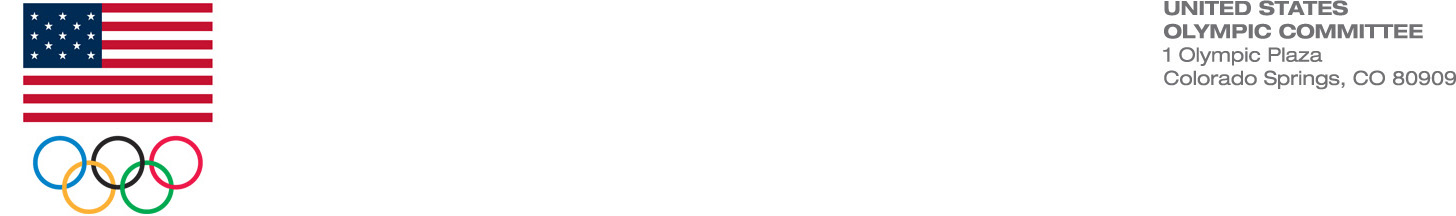 UNITED STATES
OLYMPIC COMMITTEE
1 Olympic Plaza
Colorado Springs, CO 80909